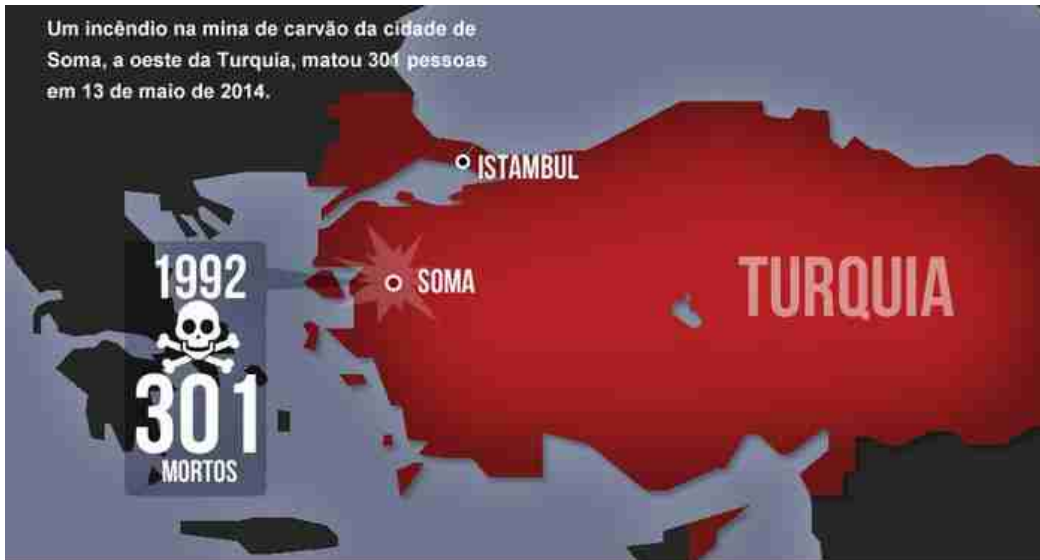 Um incêndio na mina de carvão da cidade de
Soma, a oeste da Turquia, matou 301 pessoas
em 13 de maio de 2014.
ISTAMBUL
SOMA
TURQUIA
1992
301
MORTOS